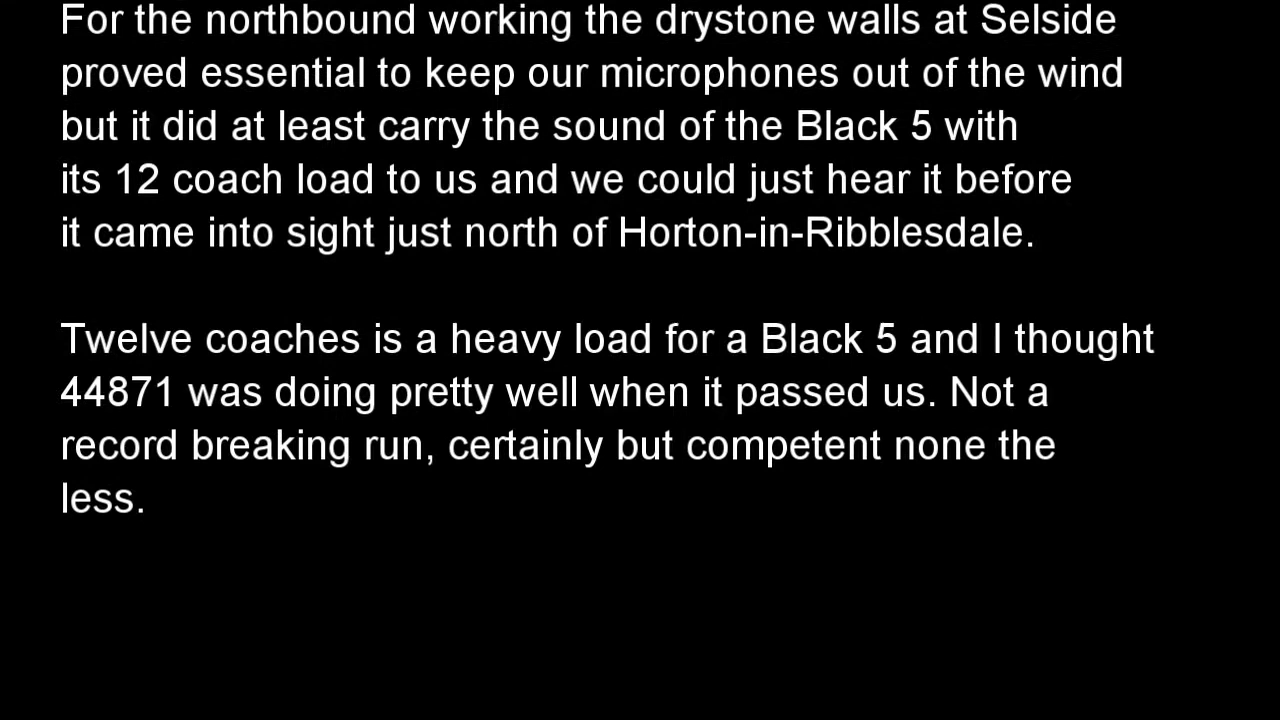 For the northbound working the drystone walls at Selside
proved essential to keep our microphones out of the wind
but it did at least carry the sound of the Black 5 with
its 12 coach load to us and we could just hear it before
it came into sight just north of Horton-in-Ribblesdale.
Twelve coaches is a heavy load for a Black 5 and I thought
44871 was doing pretty well when it passed us. Not a
record breaking run, certainly but competent none the
less.